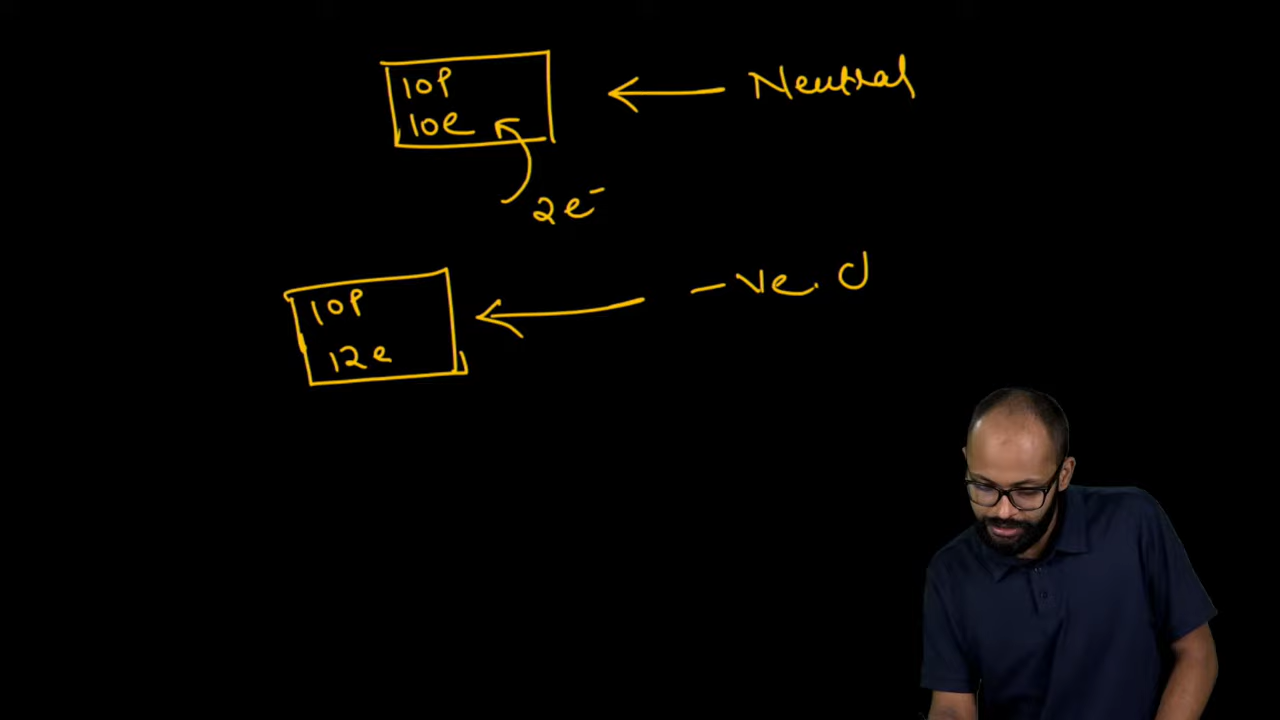 10P
10e
Neutral
2e⁻
10P
12e
-ve.